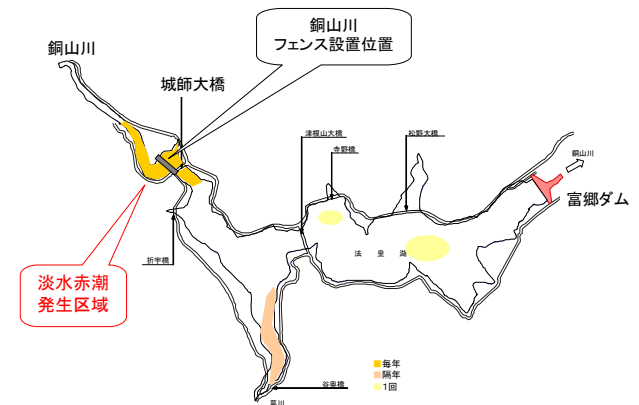 銅山川
フェンス設置位置
銅山川
城師大橋
津根山大橋
寺野橋
松野大橋
銅山川
富郷ダム
法皇湖
折宇橋
淡水赤潮
発生区域
毎年
隔年
1回
谷奥橋
葛川